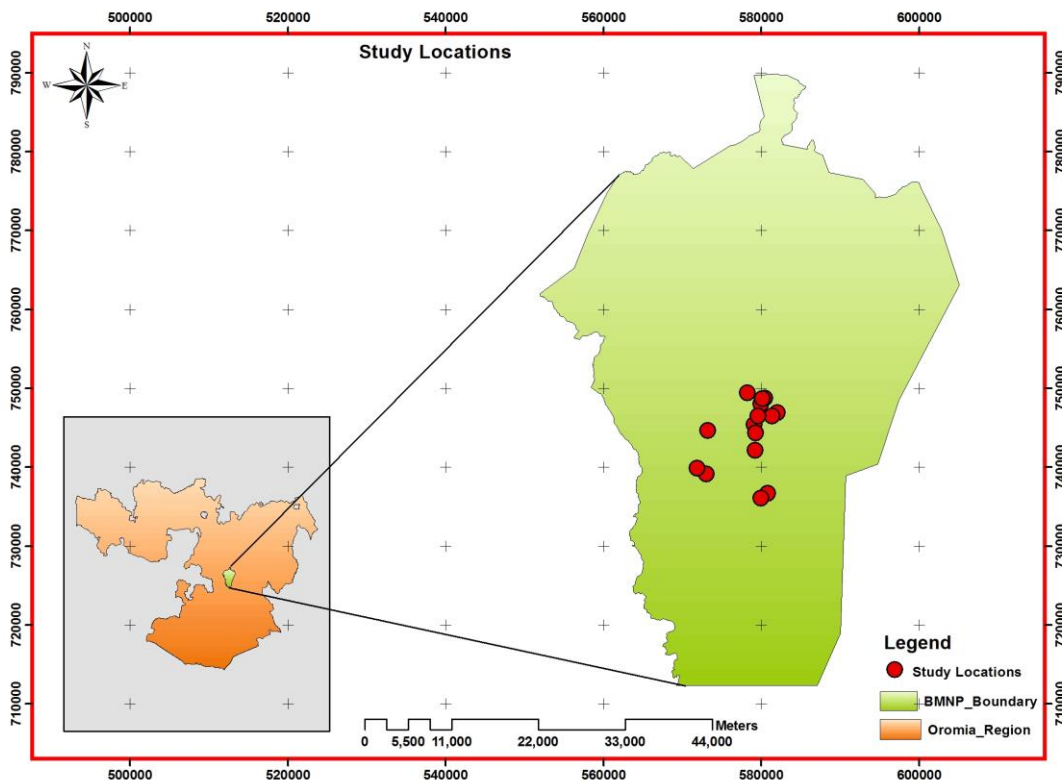 500000 520000 540000 560000 580000 600000
Study Locations
N
W E
S
790000 790000
780000 780000
770000 770000
760000 760000
750000 750000
740000 740000
730000 730000
720000 720000
710000 710000
Legend
Study Locations
BMNP_Boundary
Oromia_Region
Meters
0 5,500 11,000 22,000 33,000 44,000
500000 520000 540000 560000 580000 600000